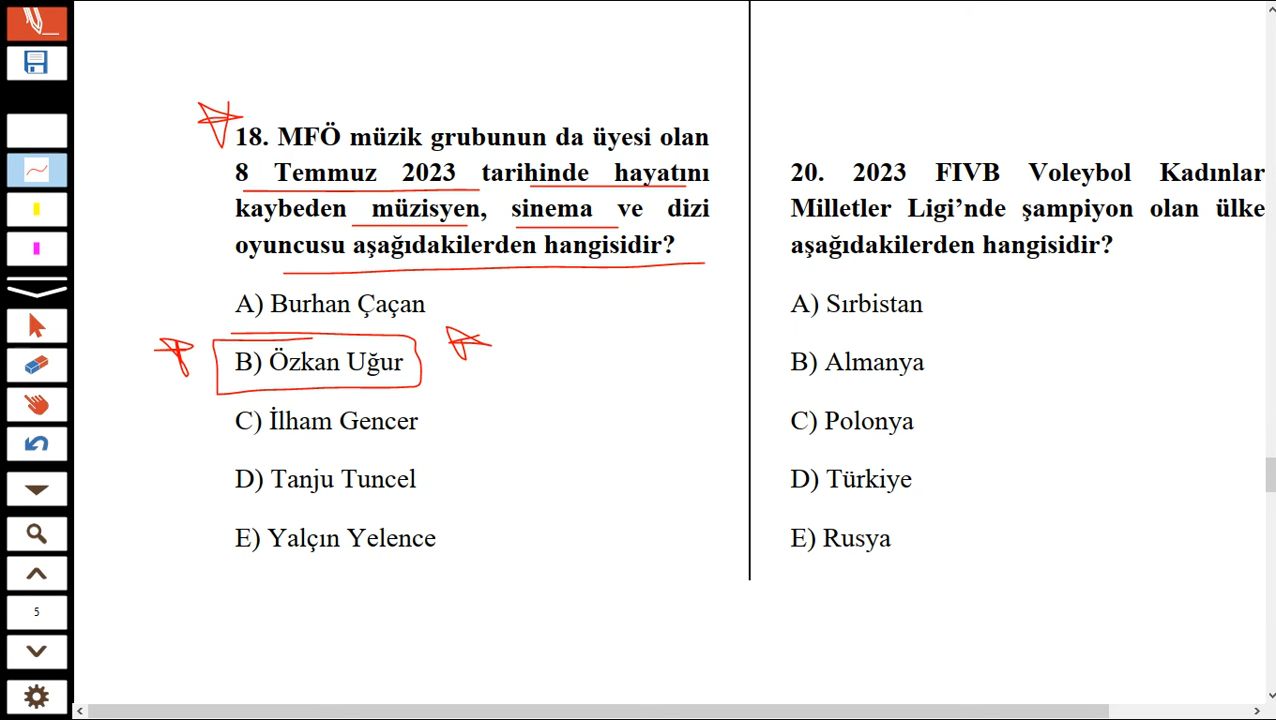 18. MFÖ müzik grubunun da üyesi olan
8 Temmuz 2023 tarihinde hayatını
kaybeden müzisyen, sinema ve dizi
oyuncusu aşağıdakilerden hangisidir?
A) Burhan Çaçan
B) Özkan Uğur
C) İlham Gencer
D) Tanju Tuncel
E) Yalçın Yelence
20. 2023 FIVB Voleybol Kadınlar
Milletler Ligi’nde şampiyon olan ülke
aşağıdakilerden hangisidir?
A) Sırbistan
B) Almanya
C) Polonya
D) Türkiye
E) Rusya
5